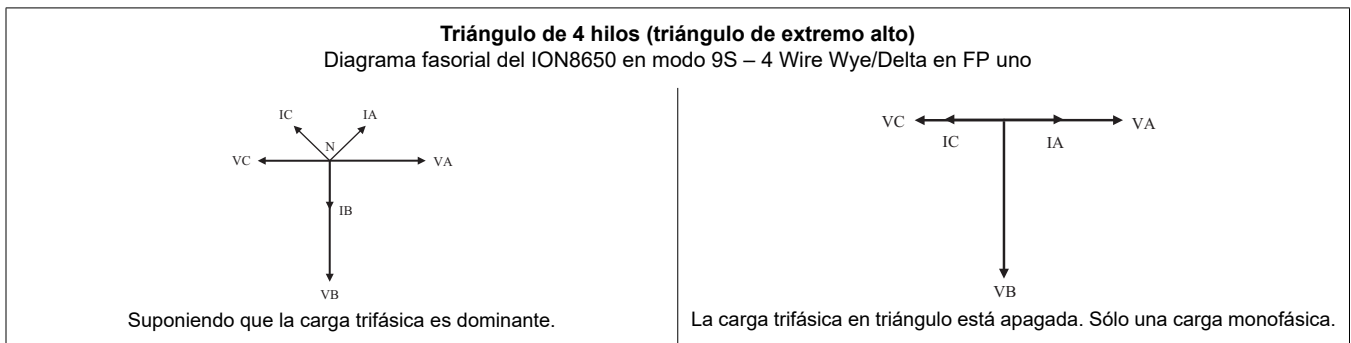 Triángulo de 4 hilos (triángulo de extremo alto)
Diagrama fasorial del ION8650 en modo 9S – 4 Wire Wye/Delta en FP uno
IC
IA
N
VC
VA
IB
VB
Suponiendo que la carga trifásica es dominante.
VC
VA
IC
IA
VB
La carga trifásica en triángulo está apagada. Sólo una carga monofásica.